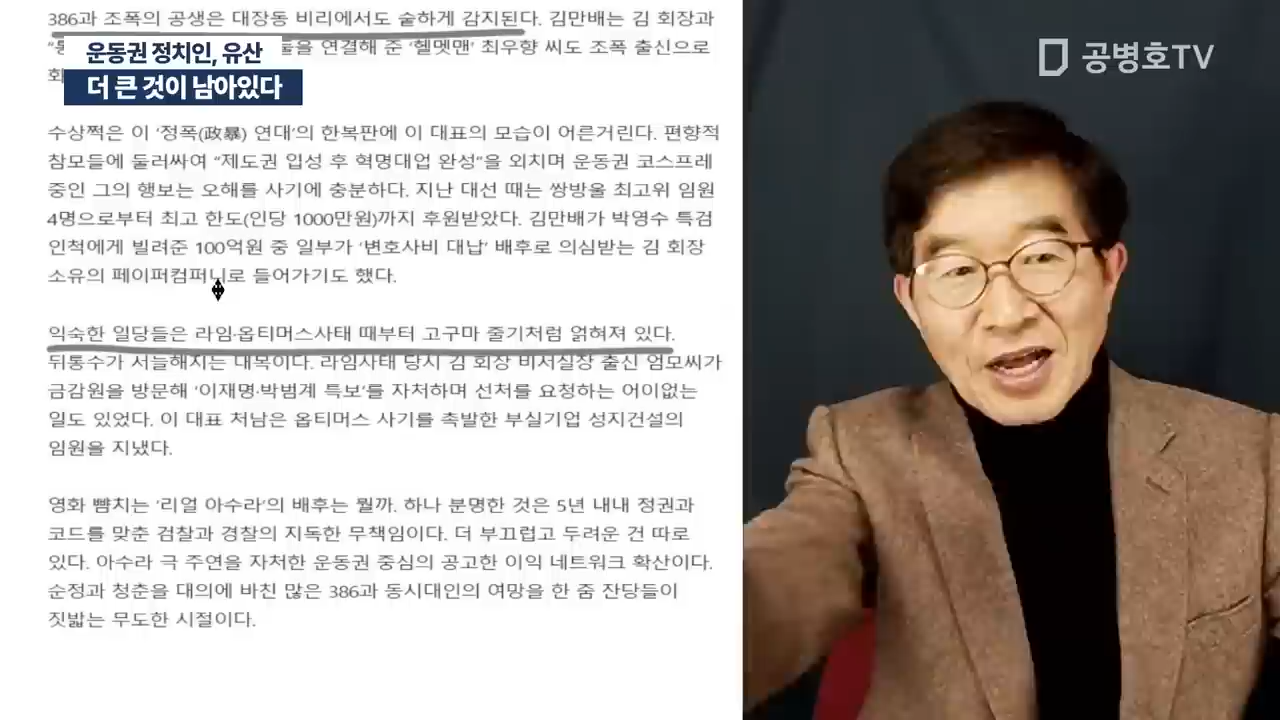 386과 조폭의 공생은 대장동 비리에서도 숱하게 감지된다. 김만배는 김 회장과
둘을 연결해 준 ‘헬멧맨’ 최우향 씨도 조폭 출신으로
운동권 정치인, 유산
더 큰 것이 남아있다
공병호TV
수상쩍은 이 ‘정폭(政暴) 연대’의 한복판에 이 대표의 모습이 어른거린다. 편향적
참모들에 둘러싸여 “제도권 입성 후 혁명대업 완성”을 외치며 운동권 코스프레
중인 그의 행보는 오해를 사기에 충분하다. 지난 대선 때는 쌍방울 최고위 임원
4명으로부터 최고 한도(인당 1000만원)까지 후원받았다. 김만배가 박영수 특검
인척에게 빌려준 100억원 중 일부가 ‘변호사비 대납’ 배후로 의심받는 김 회장
소유의 페이퍼컴퍼니로 들어가기도 했다.
익숙한 일당들은 라임·옵티머스사태 때부터 고구마 줄기처럼 얽혀져 있다.
뒤통수가 서늘해지는 대목이다. 라임사태 당시 김 회장 비서실장 출신 엄모씨가
금감원을 방문해 ‘이재명·박범계 특보’를 자처하며 선처를 요청하는 어이없는
일도 있었다. 이 대표 처남은 옵티머스 사기를 촉발한 부실기업 성지건설의
임원을 지냈다.
영화 뺨치는 ‘리얼 아수라’의 배후는 뭘까. 하나 분명한 것은 5년 내내 정권과
코드를 맞춘 검찰과 경찰의 지독한 무책임이다. 더 부끄럽고 두려운 건 따로
있다. 아수라 극 주연을 자처한 운동권 중심의 공고한 이익 네트워크 확산이다.
순정과 청춘을 대의에 바친 많은 386과 동시대인의 여망을 한 줌 잔당들이
짓밟는 무도한 시절이다.